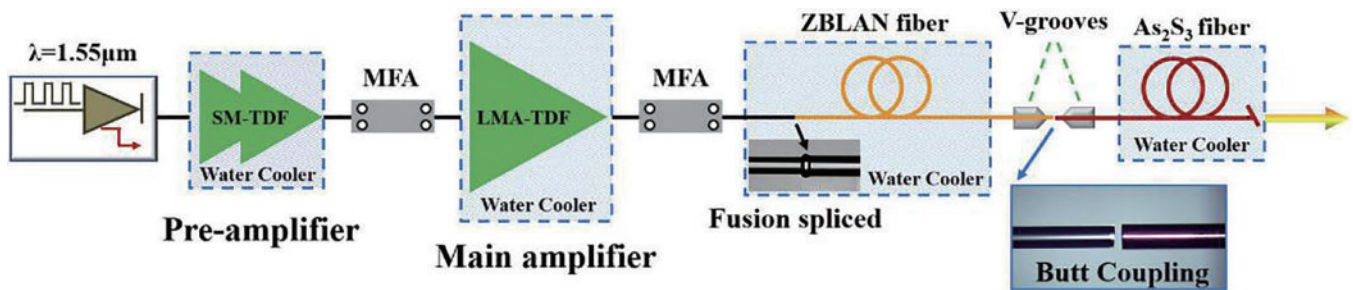 λ=1.55μm
SM-TDF
Water Cooler
Pre-amplifier
MFA
LMA-TDF
Water Cooler
Main amplifier
MFA
ZBLAN fiber
Water Cooler
Fusion spliced
V-grooves
As₂S₃ fiber
Water Cooler
Butt Coupling